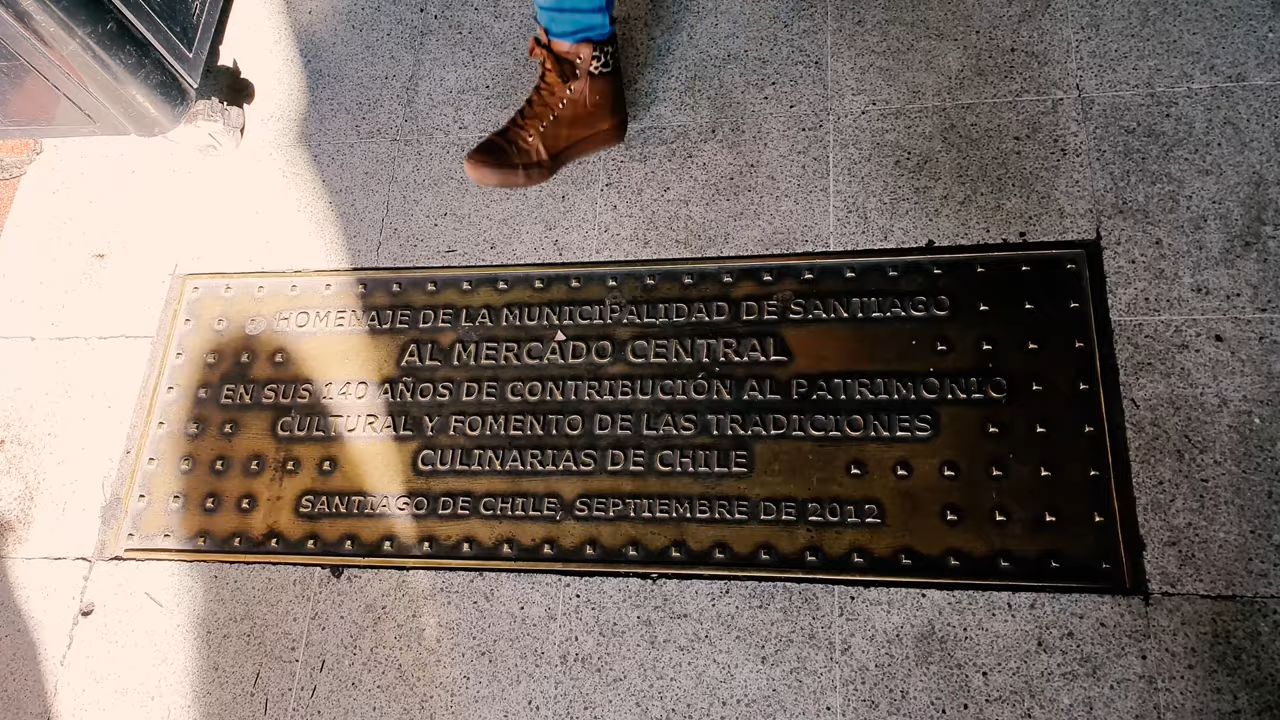 HOMENAJE DE LA MUNICIPALIDAD DE SANTIAGO
AL MERCADO CENTRAL
EN SUS 140 AÑOS DE CONTRIBUCIÓN AL PATRIMONIO
CULTURAL Y FOMENTO DE LAS TRADICIONES
CULINARIAS DE CHILE
SANTIAGO DE CHILE, SEPTIEMBRE DE 2012